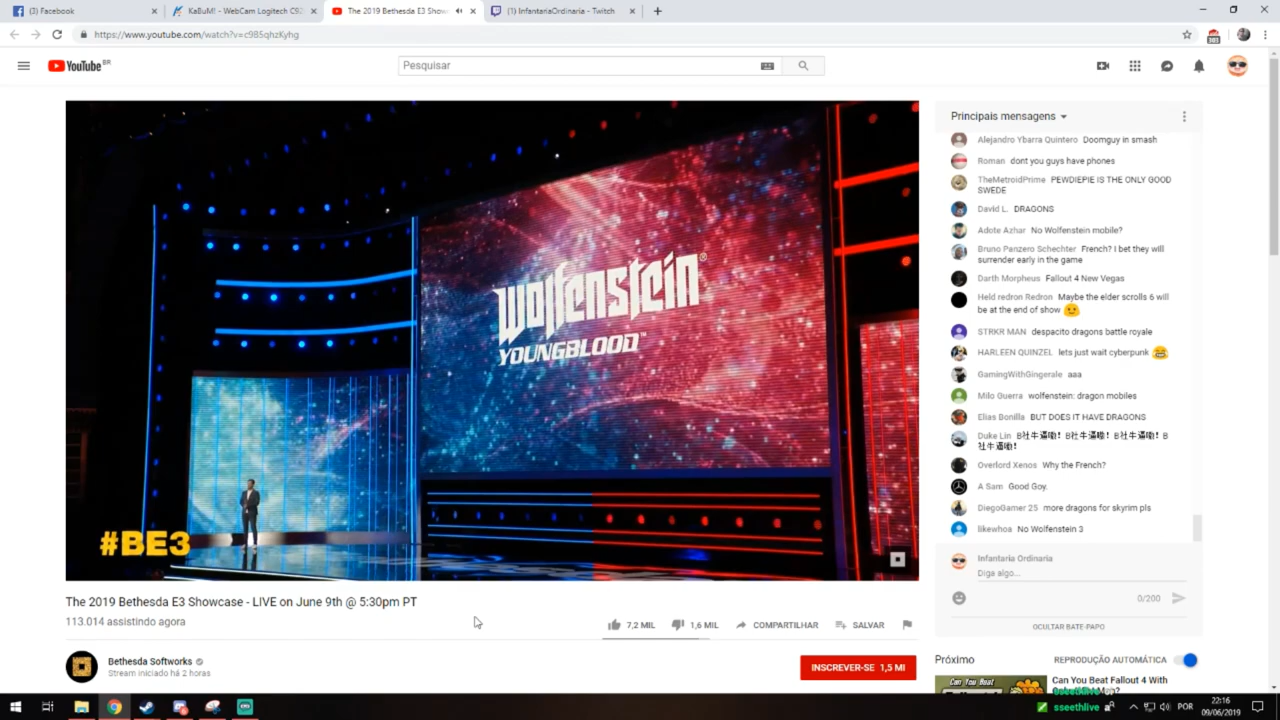 (3) Facebook
KaBuM! - WebCam Logitech C92
The 2019 Bethesda E3 Show
(1) InfantariaOrdinaria - Twitch
https://www.youtube.com/watch?v=c985qhzKyhg
YouTube BR
Pesquisar
Principais mensagens
Alejandro Ybarra Quintero Doomguy in smash
Roman dont you guys have phones
TheMetroidPrime PEWDIEPIE IS THE ONLY GOOD
SWEDE
David L. DRAGONS
Adote Azhar No Wolfenstein mobile?
Bruno Panzero Schechter French? I bet they will
surrender early in the game
Darth Morpheus Fallout 4 New Vegas
Held redron Redron Maybe the elder scrolls 6 will
be at the end of show
STRKR MAN despacito dragons battle royale
HARLEEN QUINZEL lets just wait cyberpunk
GamingWithGingerale aaa
Milo Guerra wolfenstein: dragon mobiles
Elias Bonilla BUT DOES IT HAVE DRAGONS
Duke Lin B社牛逼嘞! B社牛逼嘞! B社牛逼嘞! B
社牛逼嘞!
Overlord Xenos Why the French?
A Sam Good Goy.
DiegoGamer 25 more dragons for skyrim pls
likewhoa No Wolfenstein 3
Infantaria Ordinaria
Diga algo...
0/200
OCULTAR BATE-PAPO
Wolfenstein®
YOUNGBLOOD™
#BE3
The 2019 Bethesda E3 Showcase - LIVE on June 9th @ 5:30pm PT
113.014 assistindo agora
7,2 MIL
1,6 MIL
COMPARTILHAR
SALVAR
Bethesda Softworks
Stream iniciado há 2 horas
INSCREVER-SE 1,5 MI
Próximo
REPRODUÇÃO AUTOMÁTICA
Can You Beat Fallout 4 With
Can You Beat
sseethlive
POR
22:16
09/06/2019